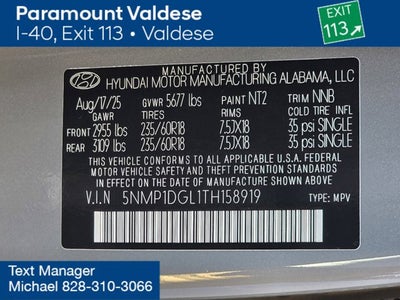 Paramount Valdese
I-40, Exit 113 • Valdese
EXIT
113
MANUFACTURED BY
HYUNDAI MOTOR MANUFACTURING ALABAMA, LLC
Aug/17/25 GVWR 5677 lbs PAINT NT2 TRIM NNB
GAWR TIRES RIMS COLD TIRE INFL
FRONT 2955 lbs 235/60R18 7.5JX18 35 psi SINGLE
REAR 3109 lbs 235/60R18 7.5JX18 35 psi SINGLE
THIS VEHICLE CONFORMS TO ALL APPLICABLE FEDERAL
MOTOR VEHICLE SAFETY, BUMPER, AND THEFT PREVENTION
STANDARDS IN EFFECT ON THE DATE OF MANUFACTURE SHOWN ABOVE.
V.I.N 5NMP1DGL1TH158919
TYPE: MPV
Text Manager
Michael 828-310-3066